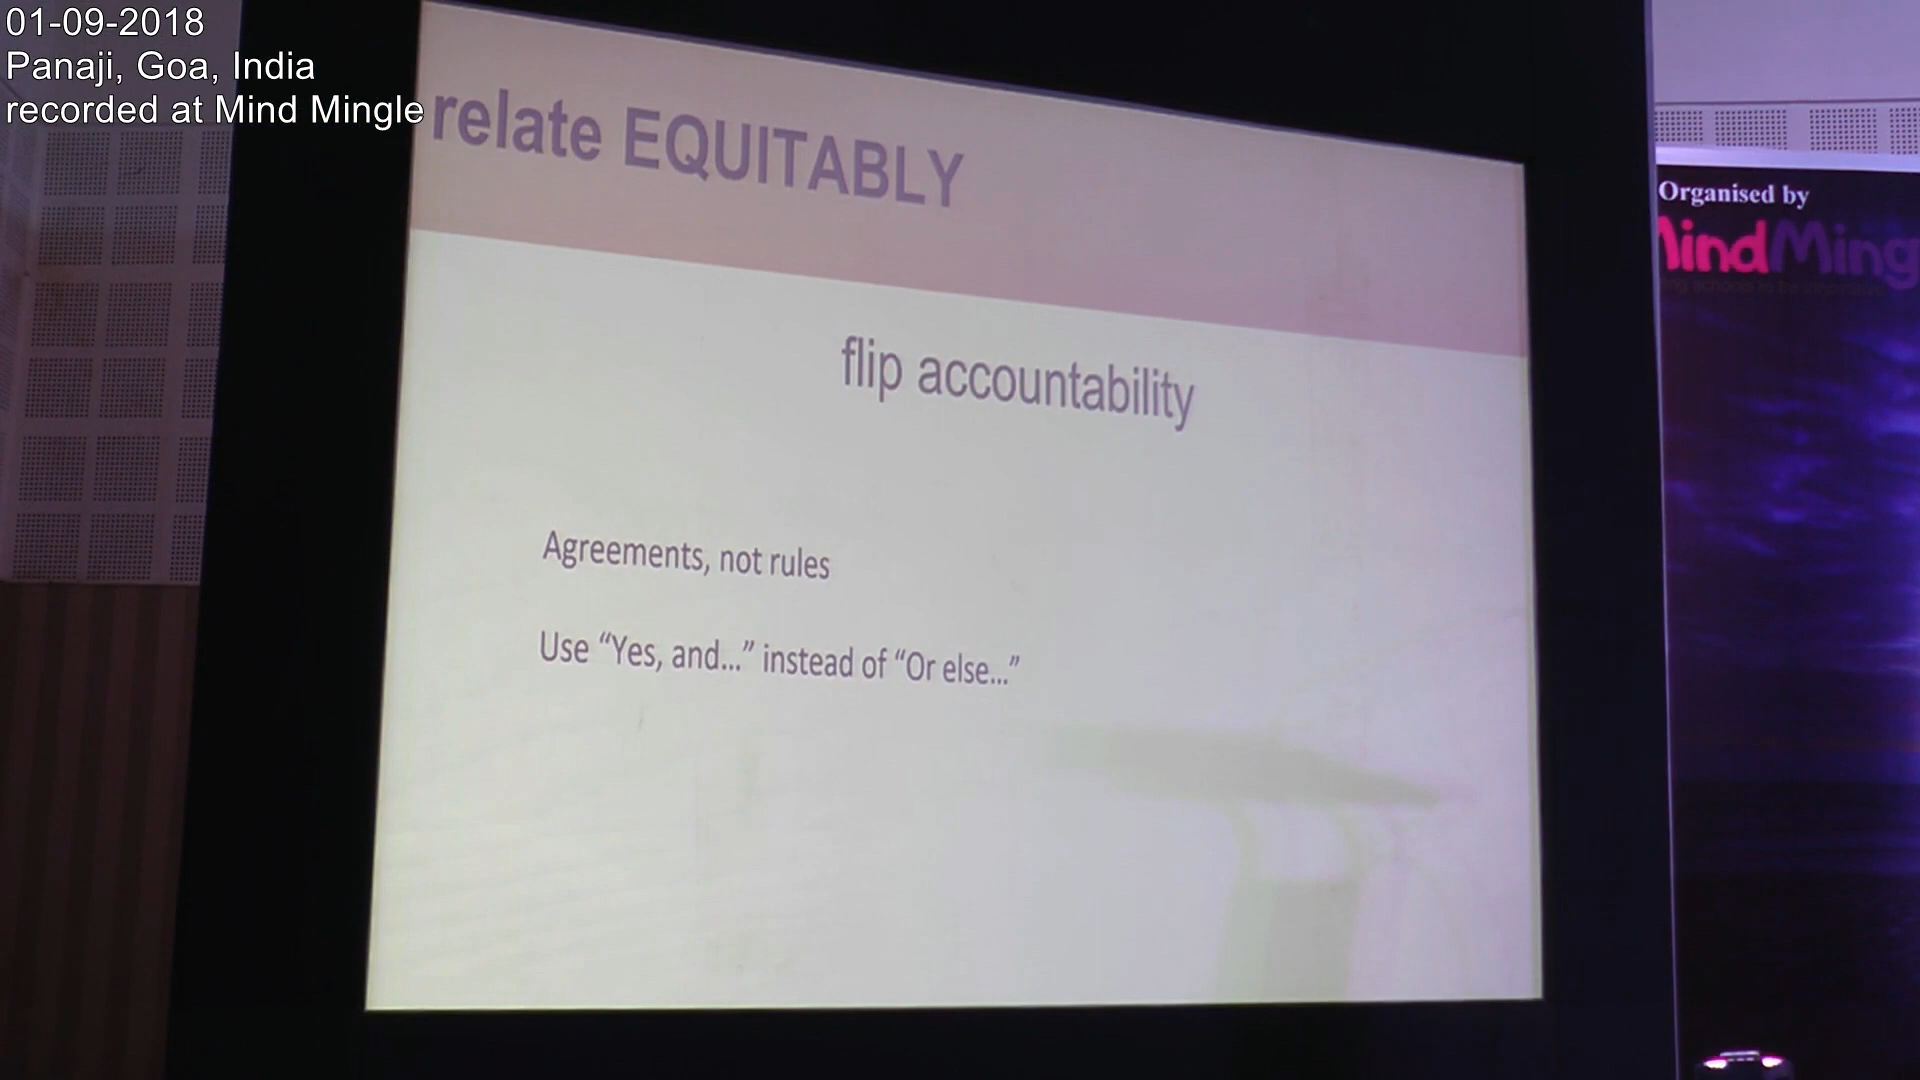 01-09-2018
Panaji, Goa, India
recorded at Mind Mingle
relate EQUITABLY
flip accountability
Agreements, not rules
Use “Yes, and...” instead of “Or else...”
Organised by
MindMing